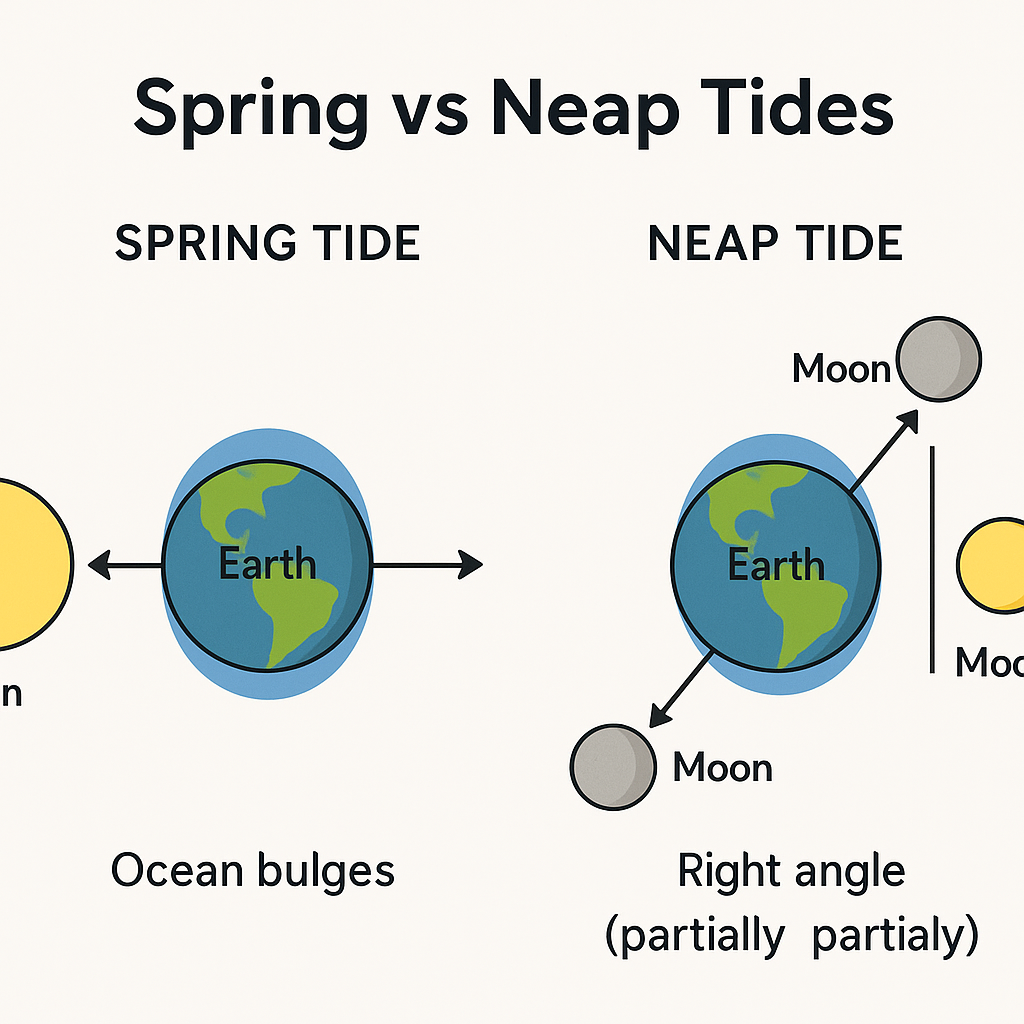 Spring vs Neap Tides
SPRING TIDE
Earth
n
Ocean bulges
NEAP TIDE
Moon
Earth
Moo
Moon
Right angle
(partially partialy)